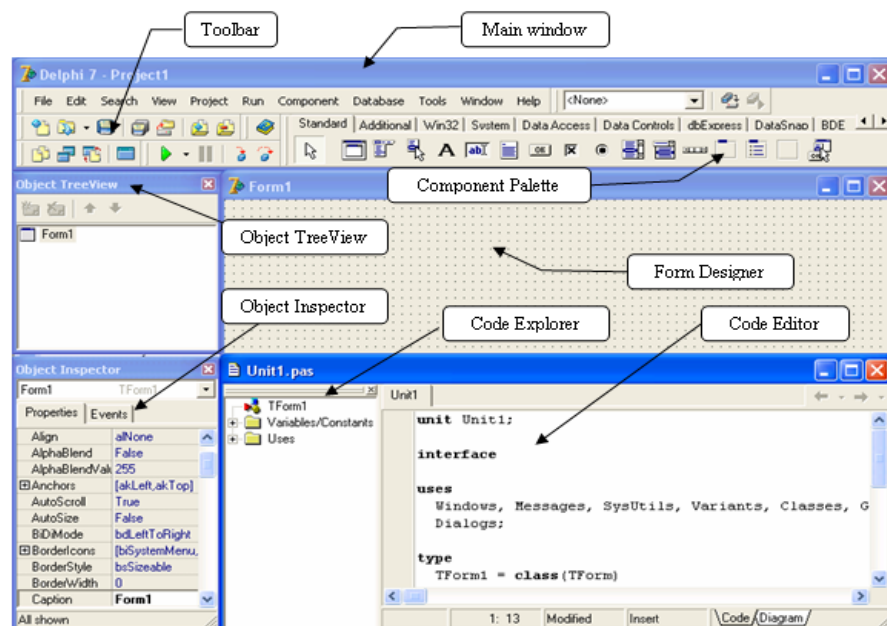 Toolbar
Main window
Delphi 7 - Project1
File Edit Search View Project Run Component Database Tools Window Help <None>
Standard Additional Win32 System Data Access Data Controls dbExpress DataSnap BDE
Component Palette
Object TreeView
Form1
Form1
Object TreeView
Form Designer
Object Inspector
Code Explorer
Code Editor
Object Inspector
Form1 TForm1
Properties Events
Align alNone
AlphaBlend False
AlphaBlendVal 255
Anchors [akLeft,akTop]
AutoScroll True
AutoSize False
BiDiMode bdLeftToRight
BorderIcons [biSystemMenu,
BorderStyle bsSizeable
BorderWidth 0
Caption Form1
All shown
Unit1.pas
TForm1
Variables/Constants
Uses
Unit1
unit Unit1;
interface
uses
Windows, Messages, SysUtils, Variants, Classes, G
Dialogs;
type
TForm1 = class(TForm)
1: 13 Modified Insert Code Diagram